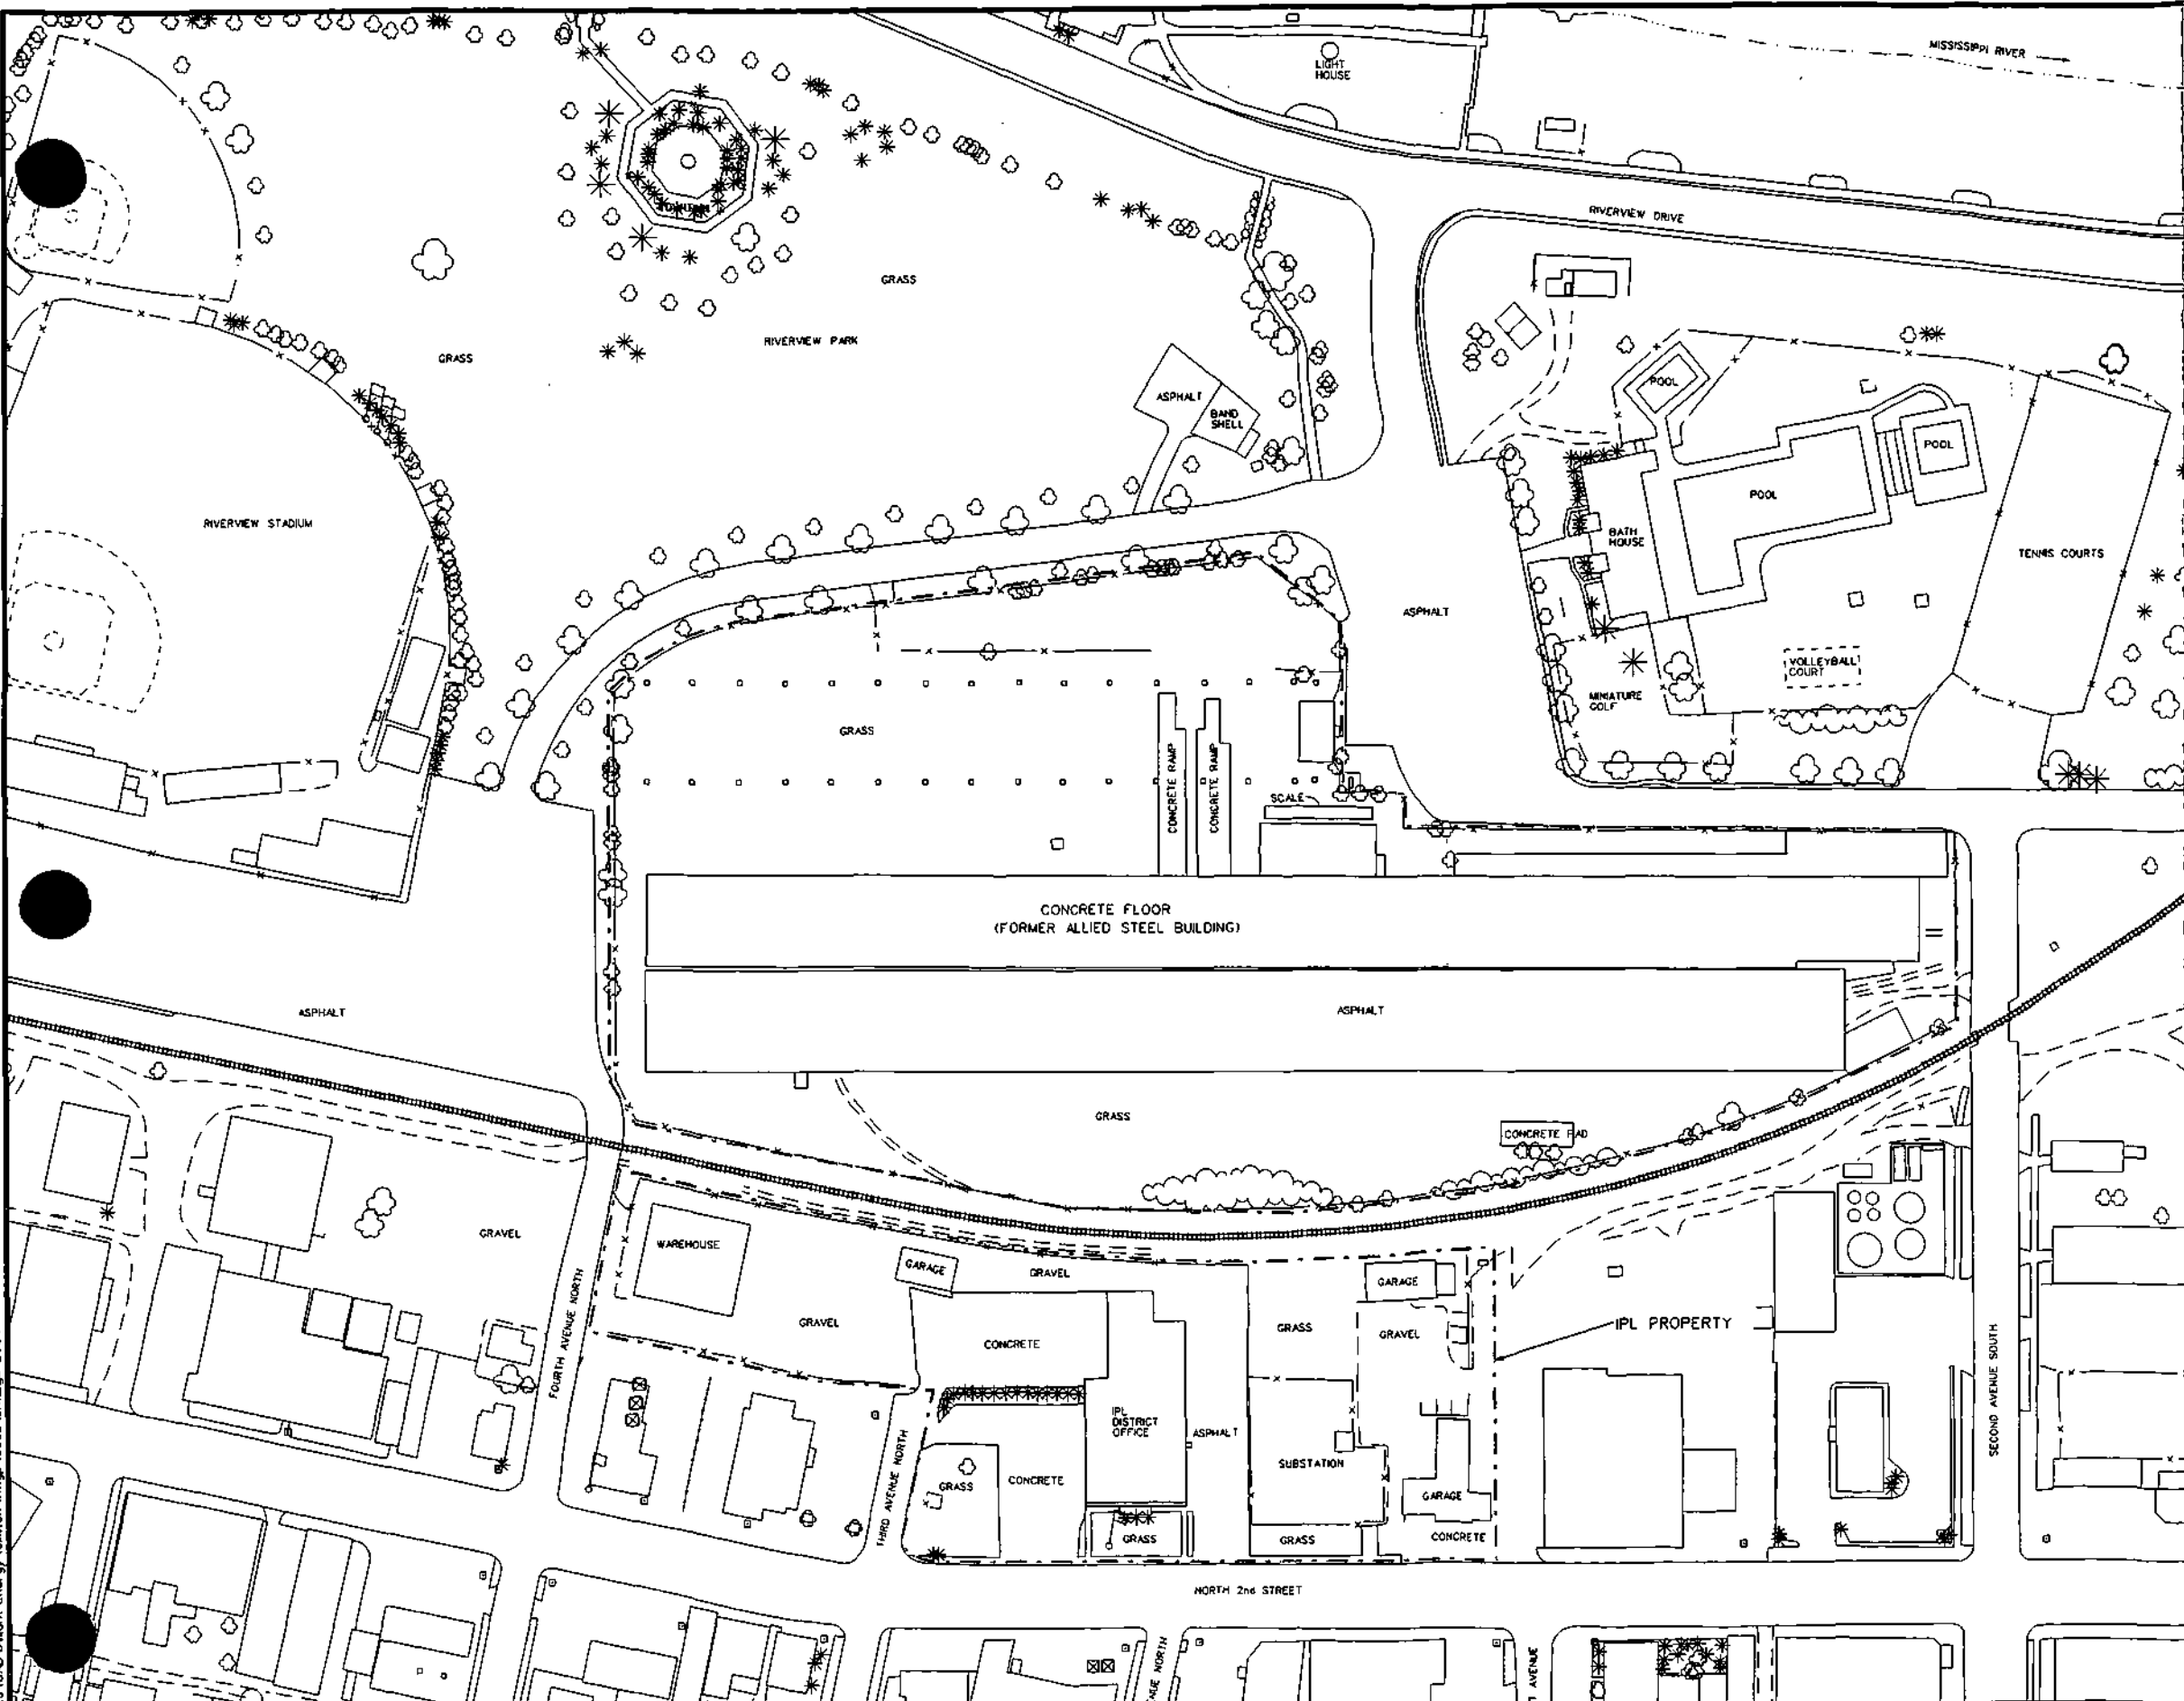 MISSISSIPPI RIVER
LIGHT
HOUSE
RIVERVIEW DRIVE
GRASS
RIVERVIEW PARK
GRASS
ASPHALT
BAND
SHELL
POOL
POOL
POOL
RIVERVIEW STADIUM
BATH
HOUSE
TENNIS COURTS
ASPHALT
VOLLEYBALL
COURT
MINIATURE
GOLF
GRASS
CONCRETE RAMP
CONCRETE RAMP
SCALE
CONCRETE FLOOR
(FORMER ALLIED STEEL BUILDING)
ASPHALT
ASPHALT
GRASS
CONCRETE PAD
GRAVEL
WAREHOUSE
GARAGE
GRAVEL
GARAGE
FOURTH AVENUE NORTH
GRAVEL
CONCRETE
GRASS
GRAVEL
IPL PROPERTY
SECOND AVENUE SOUTH
IPL
DISTRICT
OFFICE
ASPHALT
THIRD AVENUE NORTH
GRASS
CONCRETE
SUBSTATION
GARAGE
GRASS
GRASS
CONCRETE
NORTH 2nd STREET
NUE NORTH
AVENUE